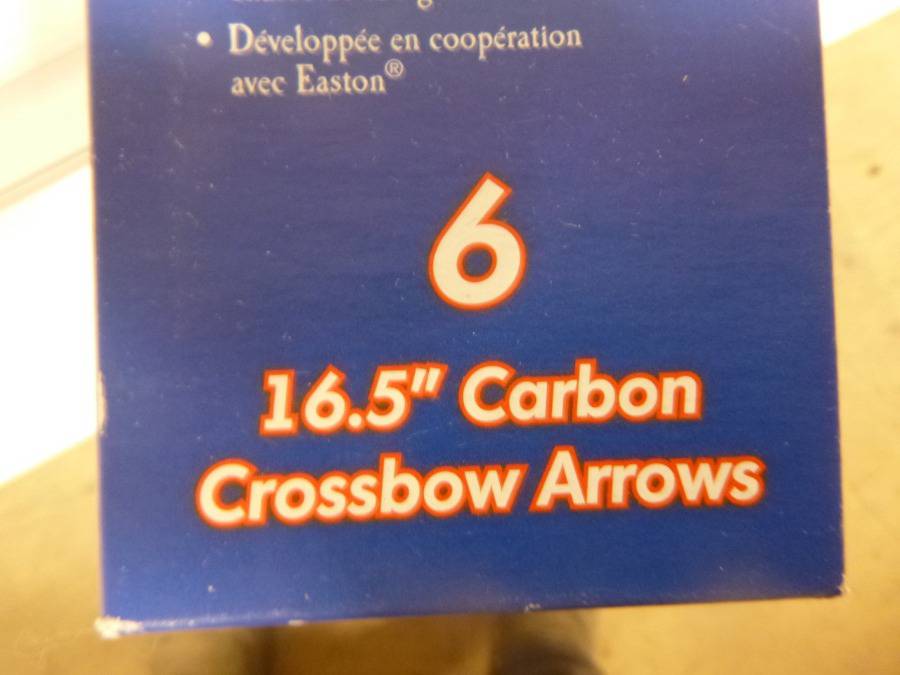 • Développée en coopération
avec Easton®
6
16.5" Carbon
Crossbow Arrows